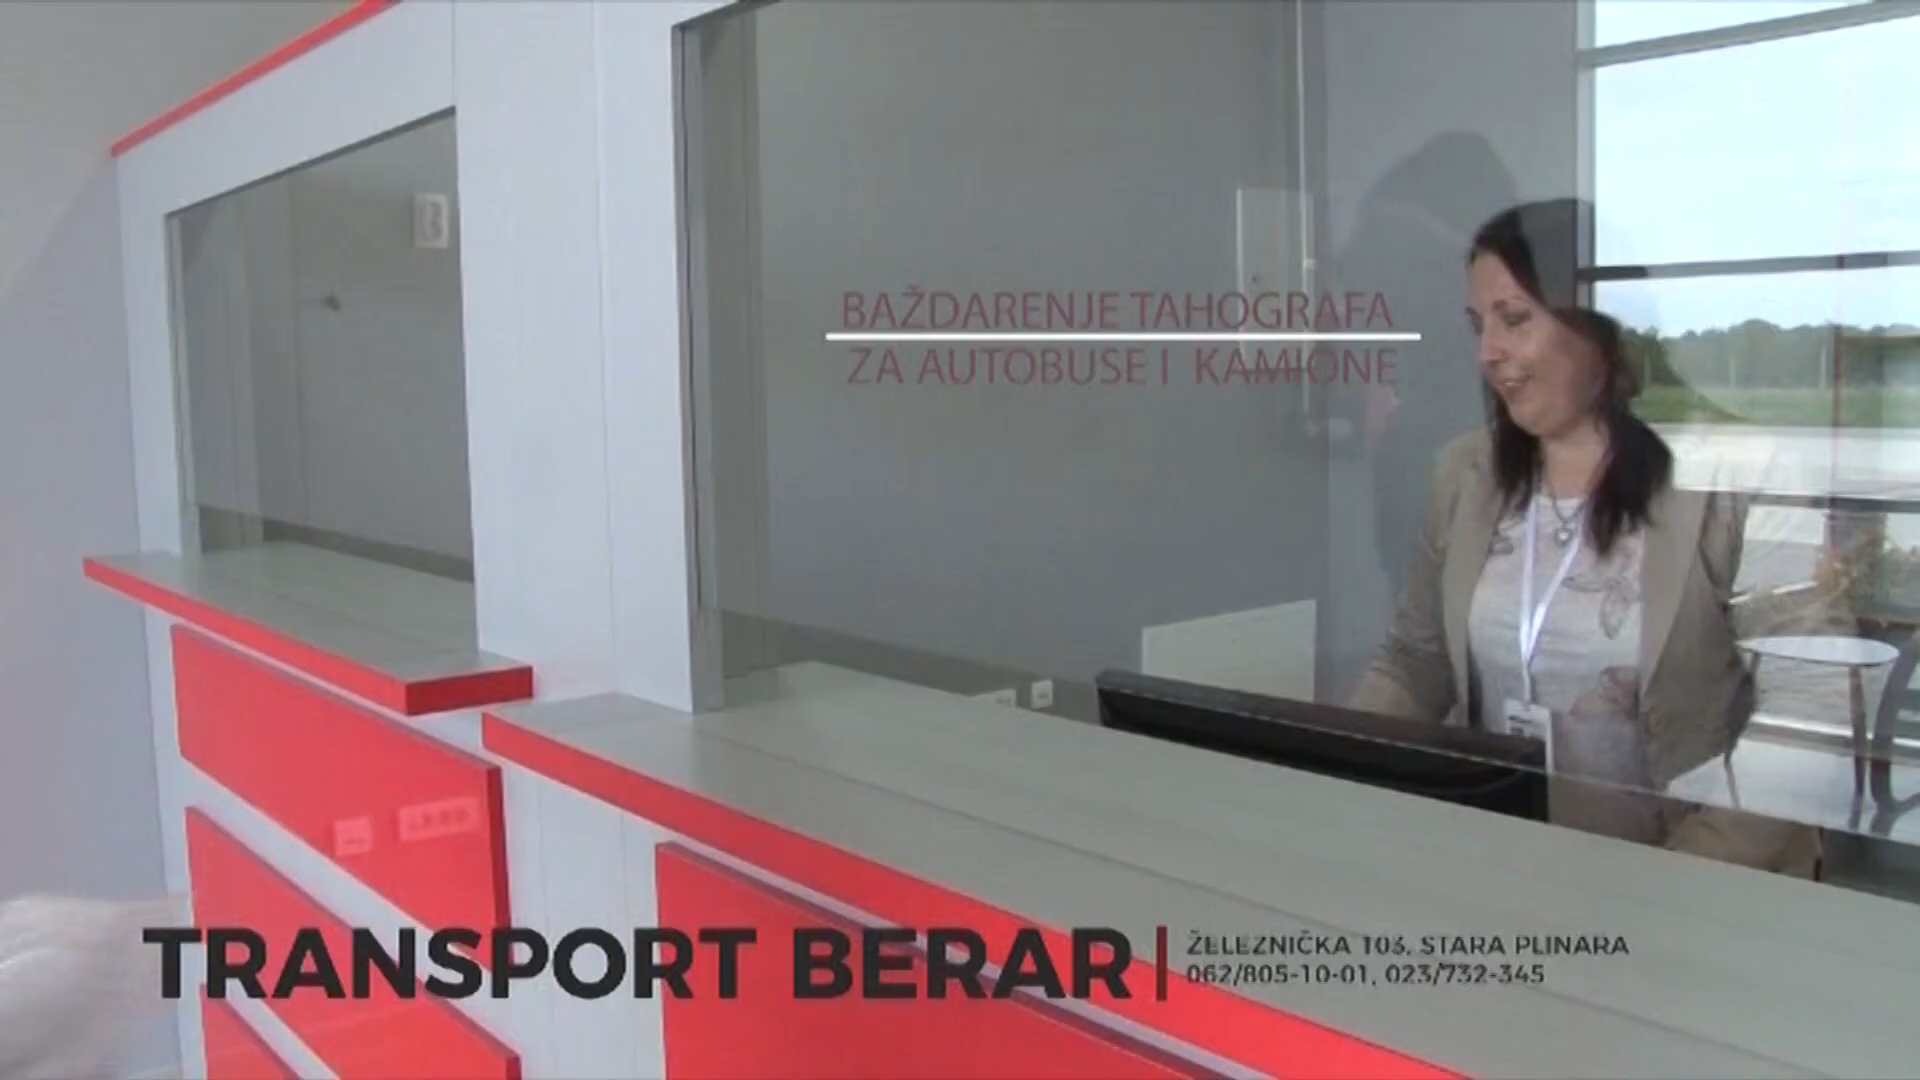 BAŽDARENJE TAHOGRAFA
ZA AUTOBUSE I KAMIONE
TRANSPORT BERAR
ŽELEZNIČKA 103, STARA PLINARA
062/805-10-01, 023/732-345